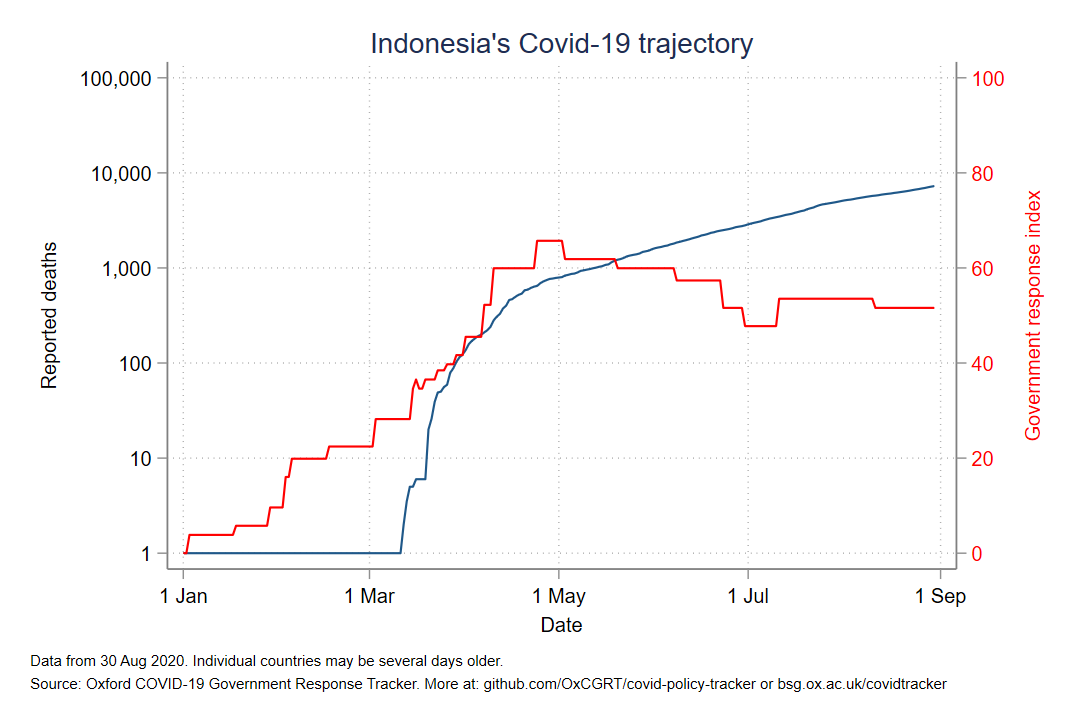 Indonesia's Covid-19 trajectory
100,000
10,000
1,000
100
10
1
Reported deaths
100
80
60
40
20
0
Government response index
1 Jan
1 Mar
1 May
1 Jul
1 Sep
Date
Data from 30 Aug 2020. Individual countries may be several days older.
Source: Oxford COVID-19 Government Response Tracker. More at: github.com/OxCGRT/covid-policy-tracker or bsg.ox.ac.uk/covidtracker